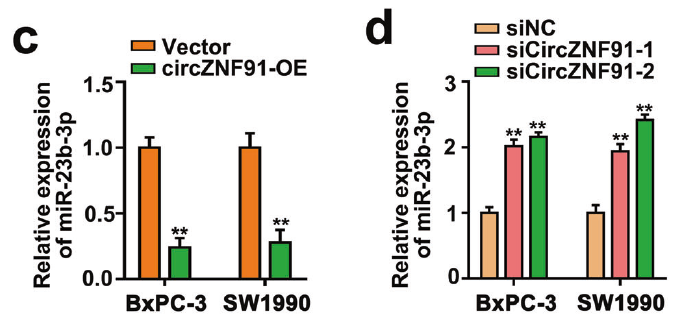 c
Vector
circZNF91-OE
Relative expression
of miR-23b-3p
1.5
1.0
0.5
0.0
**
**
BxPC-3
SW1990
d
siNC
siCircZNF91-1
siCircZNF91-2
Relative expression
of miR-23b-3p
3
2
1
0
**
**
**
**
BxPC-3
SW1990